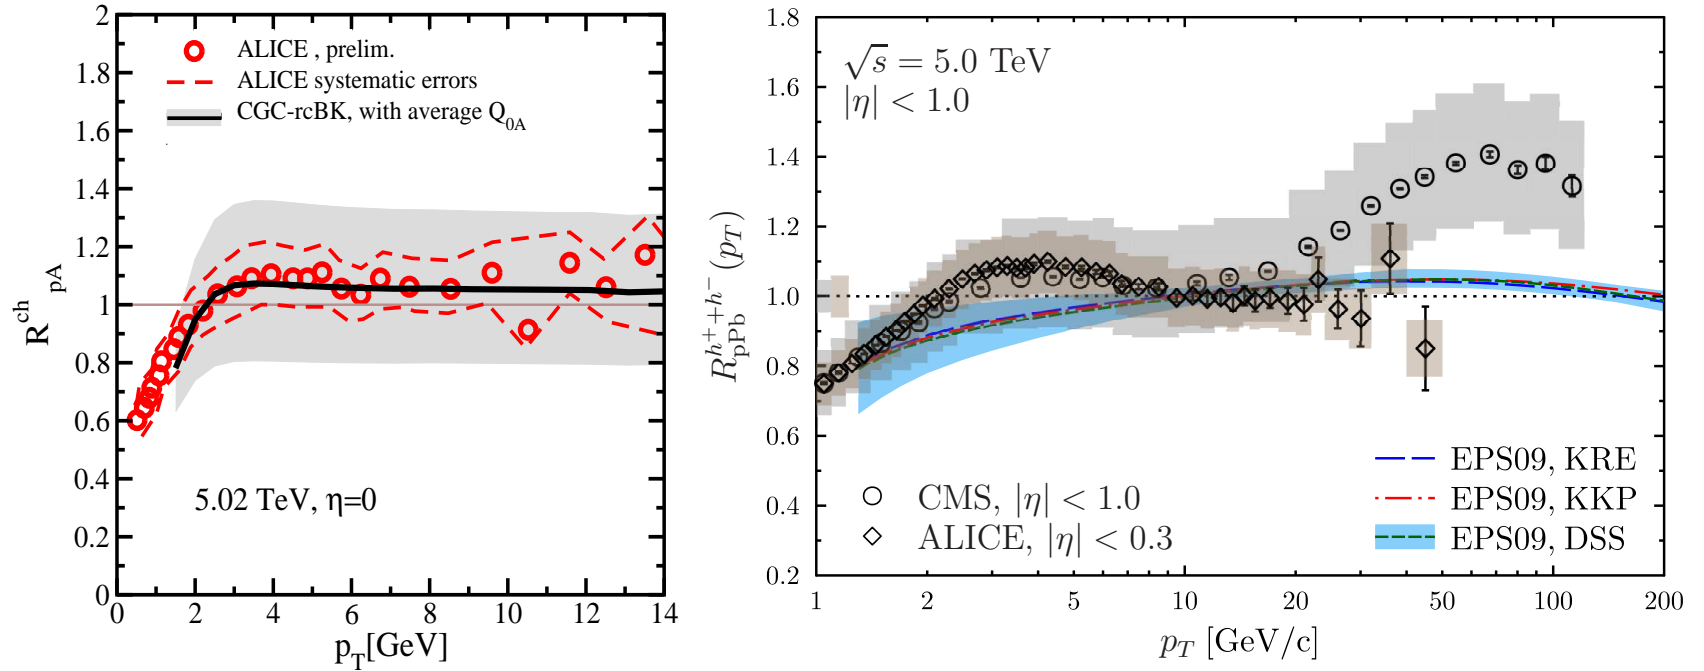 2
1.8
1.6
1.4
1.2
1
0.8
0.6
0.4
0.2
0
R^ch_pA
ALICE , prelim.
ALICE systematic errors
CGC-rcBK, with average Q_0A
5.02 TeV, η=0
0 2 4 6 8 10 12 14
p_T[GeV]
1.8
1.6
1.4
1.2
1.0
0.8
0.6
0.4
0.2
R^{h^+ + h^-}_{pPb}(p_T)
√s = 5.0 TeV
|η| < 1.0
CMS, |η| < 1.0
ALICE, |η| < 0.3
EPS09, KRE
EPS09, KKP
EPS09, DSS
1 2 5 10 20 50 100 200
p_T [GeV/c]